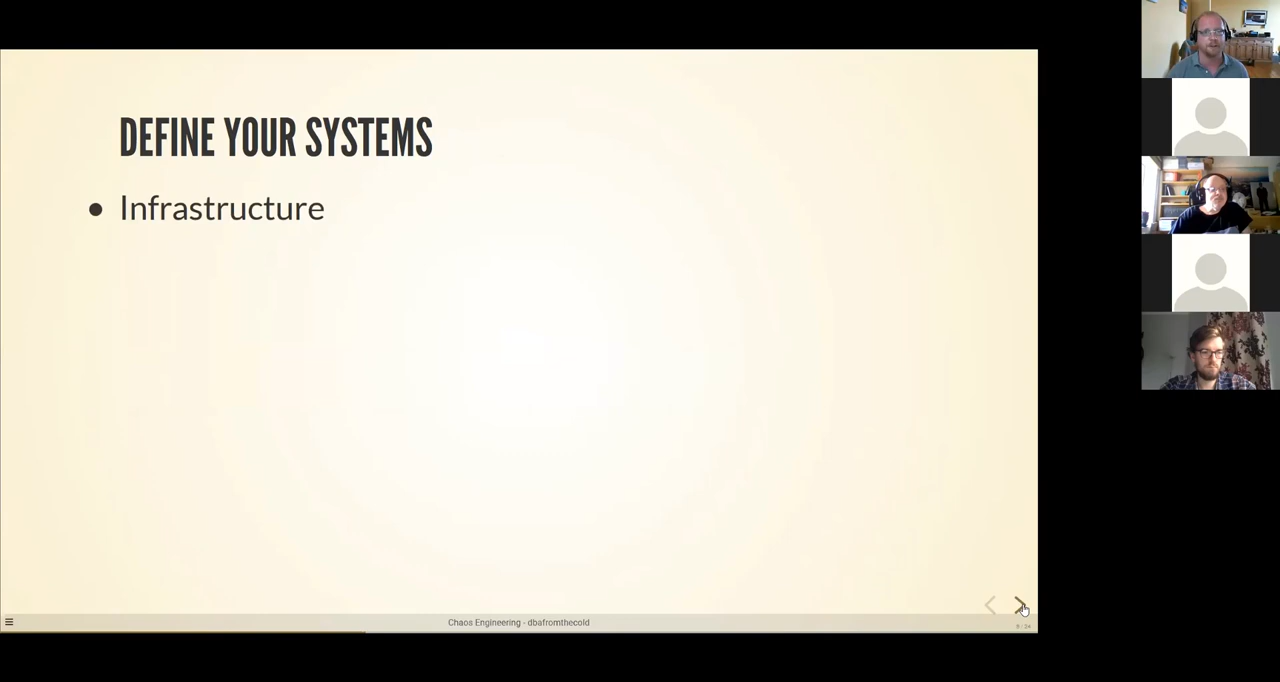 DEFINE YOUR SYSTEMS
• Infrastructure
Chaos Engineering - dbafromthecold